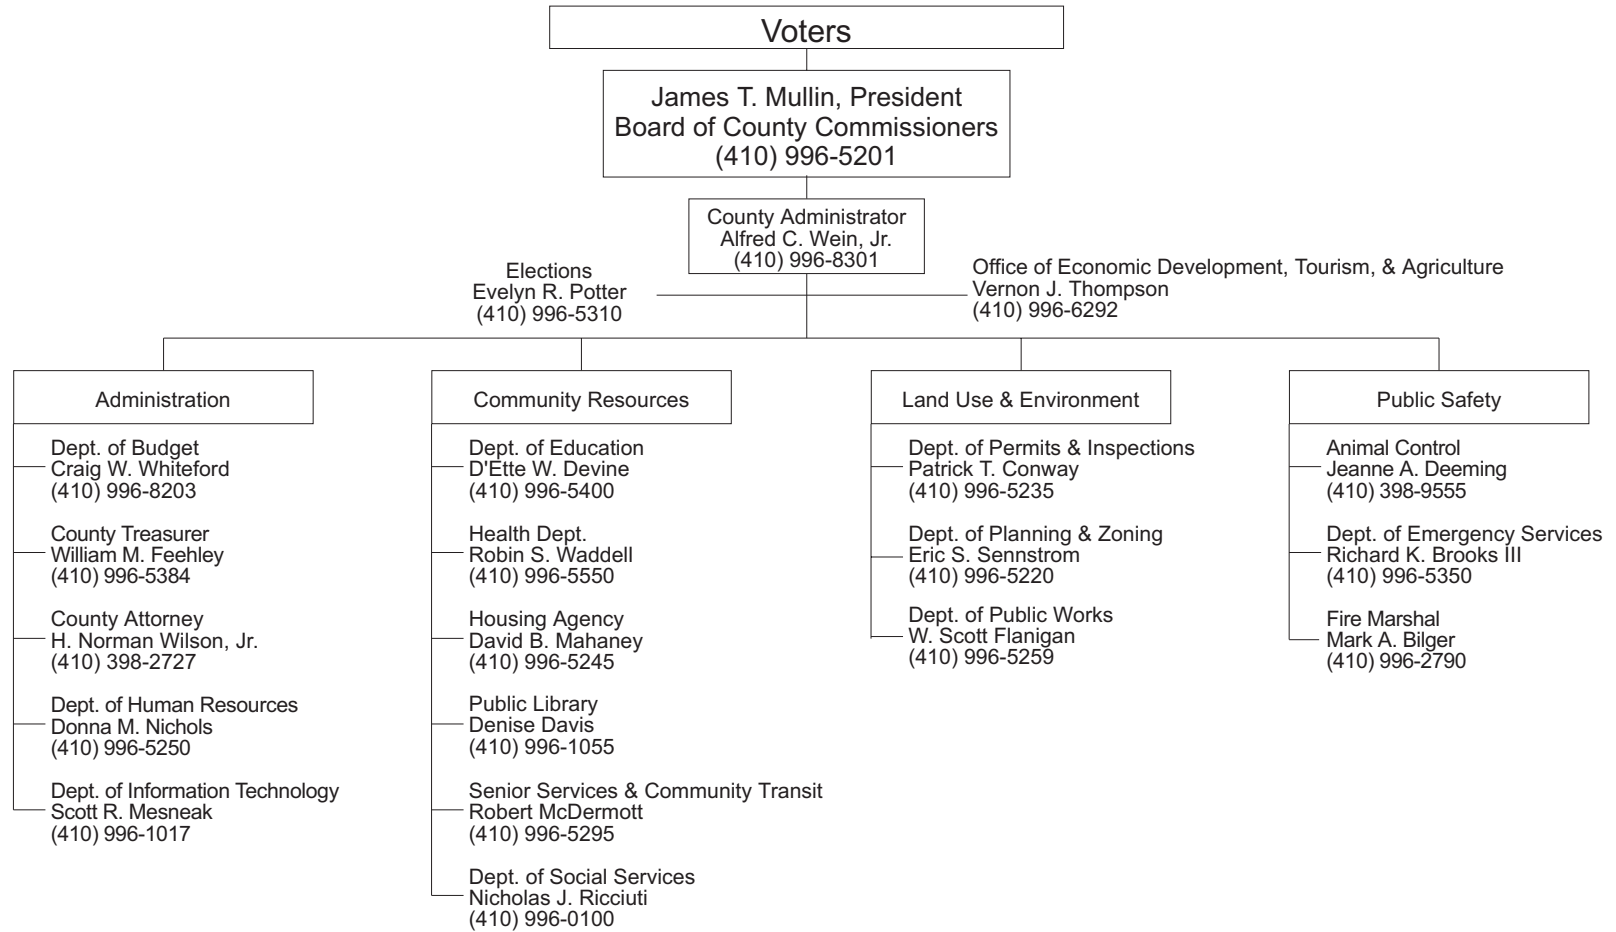 Voters
James T. Mullin, President
Board of County Commissioners
(410) 996-5201
County Administrator
Alfred C. Wein, Jr.
(410) 996-8301
Elections
Evelyn R. Potter
(410) 996-5310
Office of Economic Development, Tourism, & Agriculture
Vernon J. Thompson
(410) 996-6292
Administration
Dept. of Budget
Craig W. Whiteford
(410) 996-8203
County Treasurer
William M. Feehley
(410) 996-5384
County Attorney
H. Norman Wilson, Jr.
(410) 398-2727
Dept. of Human Resources
Donna M. Nichols
(410) 996-5250
Dept. of Information Technology
Scott R. Mesneak
(410) 996-1017
Community Resources
Dept. of Education
D'Ette W. Devine
(410) 996-5400
Health Dept.
Robin S. Waddell
(410) 996-5550
Housing Agency
David B. Mahaney
(410) 996-5245
Public Library
Denise Davis
(410) 996-1055
Senior Services & Community Transit
Robert McDermott
(410) 996-5295
Dept. of Social Services
Nicholas J. Ricciuti
(410) 996-0100
Land Use & Environment
Dept. of Permits & Inspections
Patrick T. Conway
(410) 996-5235
Dept. of Planning & Zoning
Eric S. Sennstrom
(410) 996-5220
Dept. of Public Works
W. Scott Flanigan
(410) 996-5259
Public Safety
Animal Control
Jeanne A. Deeming
(410) 398-9555
Dept. of Emergency Services
Richard K. Brooks III
(410) 996-5350
Fire Marshal
Mark A. Bilger
(410) 996-2790